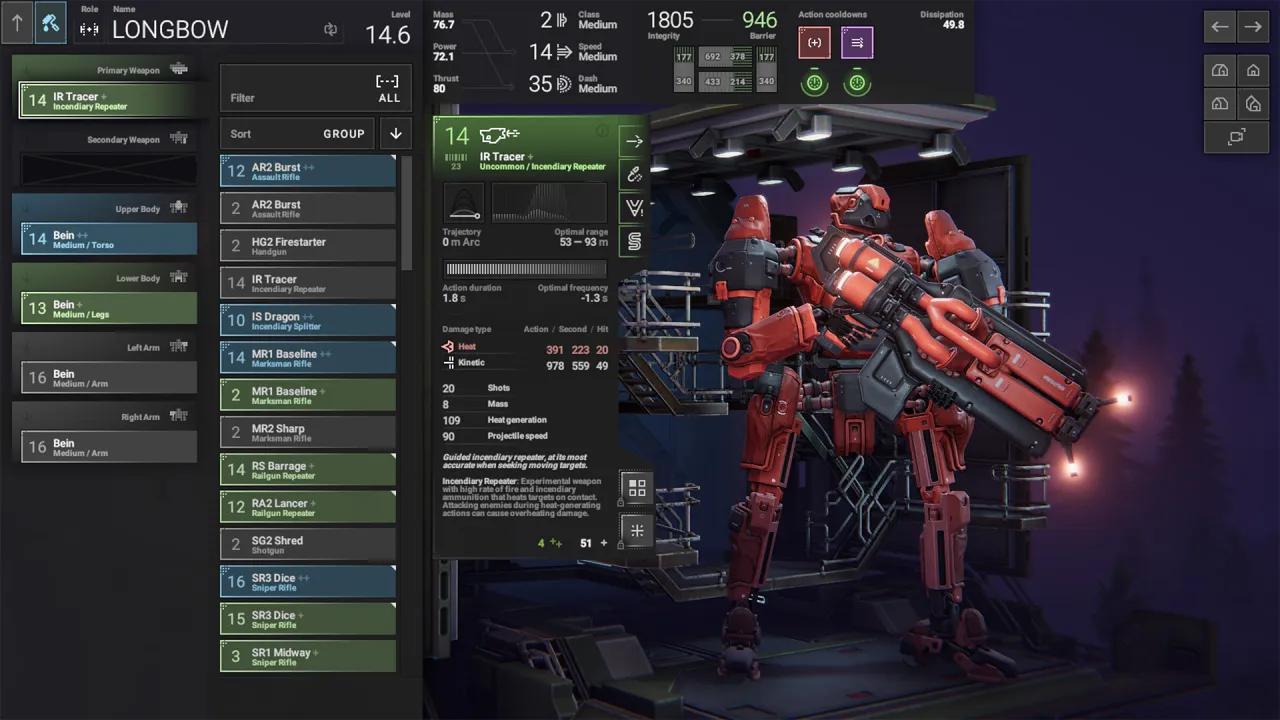 Role
Name
LONGBOW
Level
14.6
Primary Weapon
14
IR Tracer +
Incendiary Repeater
Secondary Weapon
Upper Body
14
Bein ++
Medium / Torso
Lower Body
13
Bein +
Medium / Legs
Left Arm
16
Bein
Medium / Arm
Right Arm
16
Bein
Medium / Arm
Filter
ALL
Sort
GROUP
12
AR2 Burst ++
Assault Rifle
2
AR2 Burst
Assault Rifle
2
HG2 Firestarter
Handgun
14
IR Tracer
Incendiary Repeater
10
IS Dragon ++
Incendiary Splitter
14
MR1 Baseline ++
Marksman Rifle
2
MR1 Baseline +
Marksman Rifle
2
MR2 Sharp
Marksman Rifle
14
RS Barrage +
Railgun Repeater
12
RA2 Lancer +
Railgun Repeater
2
SG2 Shred
Shotgun
16
SR3 Dice ++
Sniper Rifle
15
SR3 Dice +
Sniper Rifle
3
SR1 Midway +
Sniper Rifle
Mass
76.7
Power
72.1
Thrust
80
2
Class
Medium
14
Speed
Medium
35
Dash
Medium
1805
Integrity
946
Barrier
177
692
378
177
340
433
214
340
Action cooldowns
Dissipation
49.8
14
23
IR Tracer +
Uncommon / Incendiary Repeater
Trajectory
0 m Arc
Optimal range
53 — 93 m
Action duration
1.8 s
Optimal frequency
~1.3 s
Damage type
Action / Second / Hit
Heat
391 223 20
Kinetic
978 559 49
20 Shots
8 Mass
109 Heat generation
90 Projectile speed
Guided incendiary repeater, at its most
accurate when seeking moving targets.
Incendiary Repeater: Experimental weapon
with high rate of fire and incendiary
ammunition that heats targets on contact.
Attacking enemies during heat-generating
actions can cause overheating damage.
4 ++
51 +